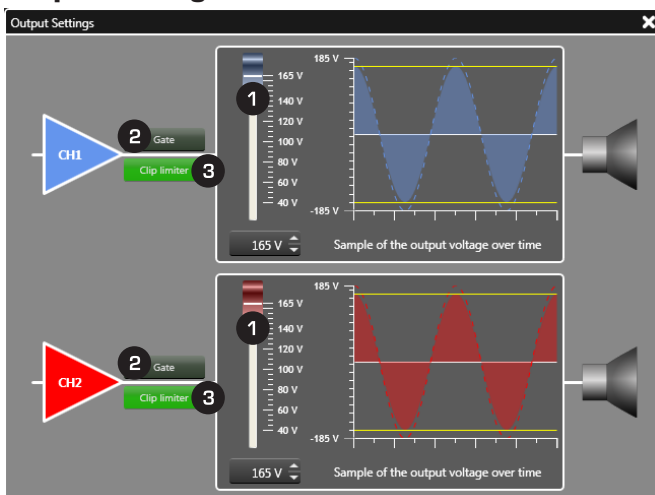 Output Settings
185 V
165 V
1
140 V
120 V
2
Gate
100 V
CH1
Clip limiter
3
80 V
60 V
40 V
-185 V
165 V
Sample of the output voltage over time
185 V
165 V
1
140 V
120 V
2
Gate
100 V
CH2
Clip limiter
3
80 V
60 V
40 V
-185 V
165 V
Sample of the output voltage over time